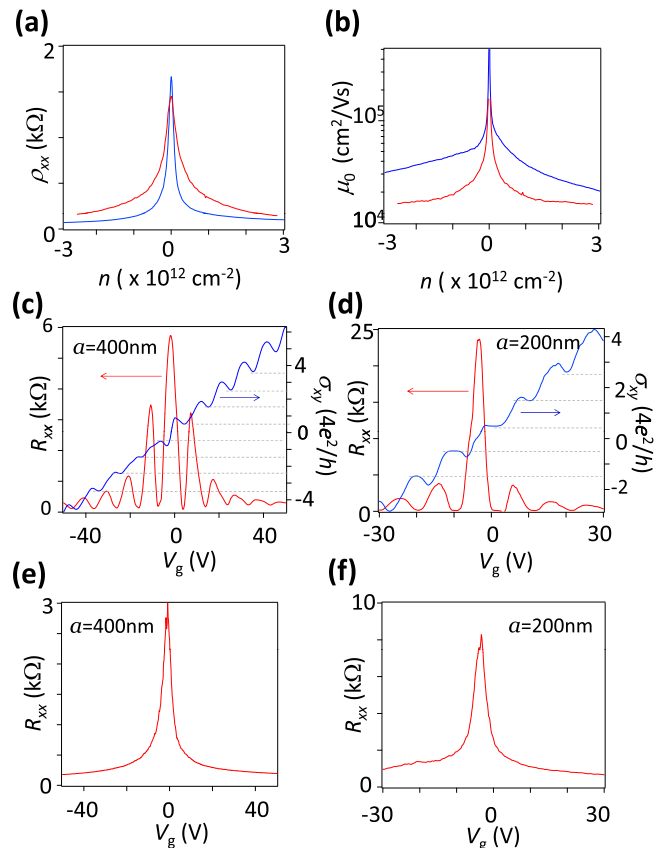 (a)
2
1
0
ρxx (kΩ)
-3
0
3
n ( x 10¹² cm⁻²)
(b)
10⁵
10⁴
μ0 (cm²/Vs)
-3
0
3
n ( x 10¹² cm⁻²)
(c)
a=400nm
6
3
0
Rxx (kΩ)
4
2
0
-2
-4
σxy (4e²/h)
-40
0
40
Vg (V)
(d)
a=200nm
25
0
Rxx (kΩ)
4
2
0
-2
σxy (4e²/h)
-30
0
30
Vg (V)
(e)
a=400nm
3
0
Rxx (kΩ)
-40
0
40
Vg (V)
(f)
a=200nm
10
0
Rxx (kΩ)
-30
0
30
Vg (V)